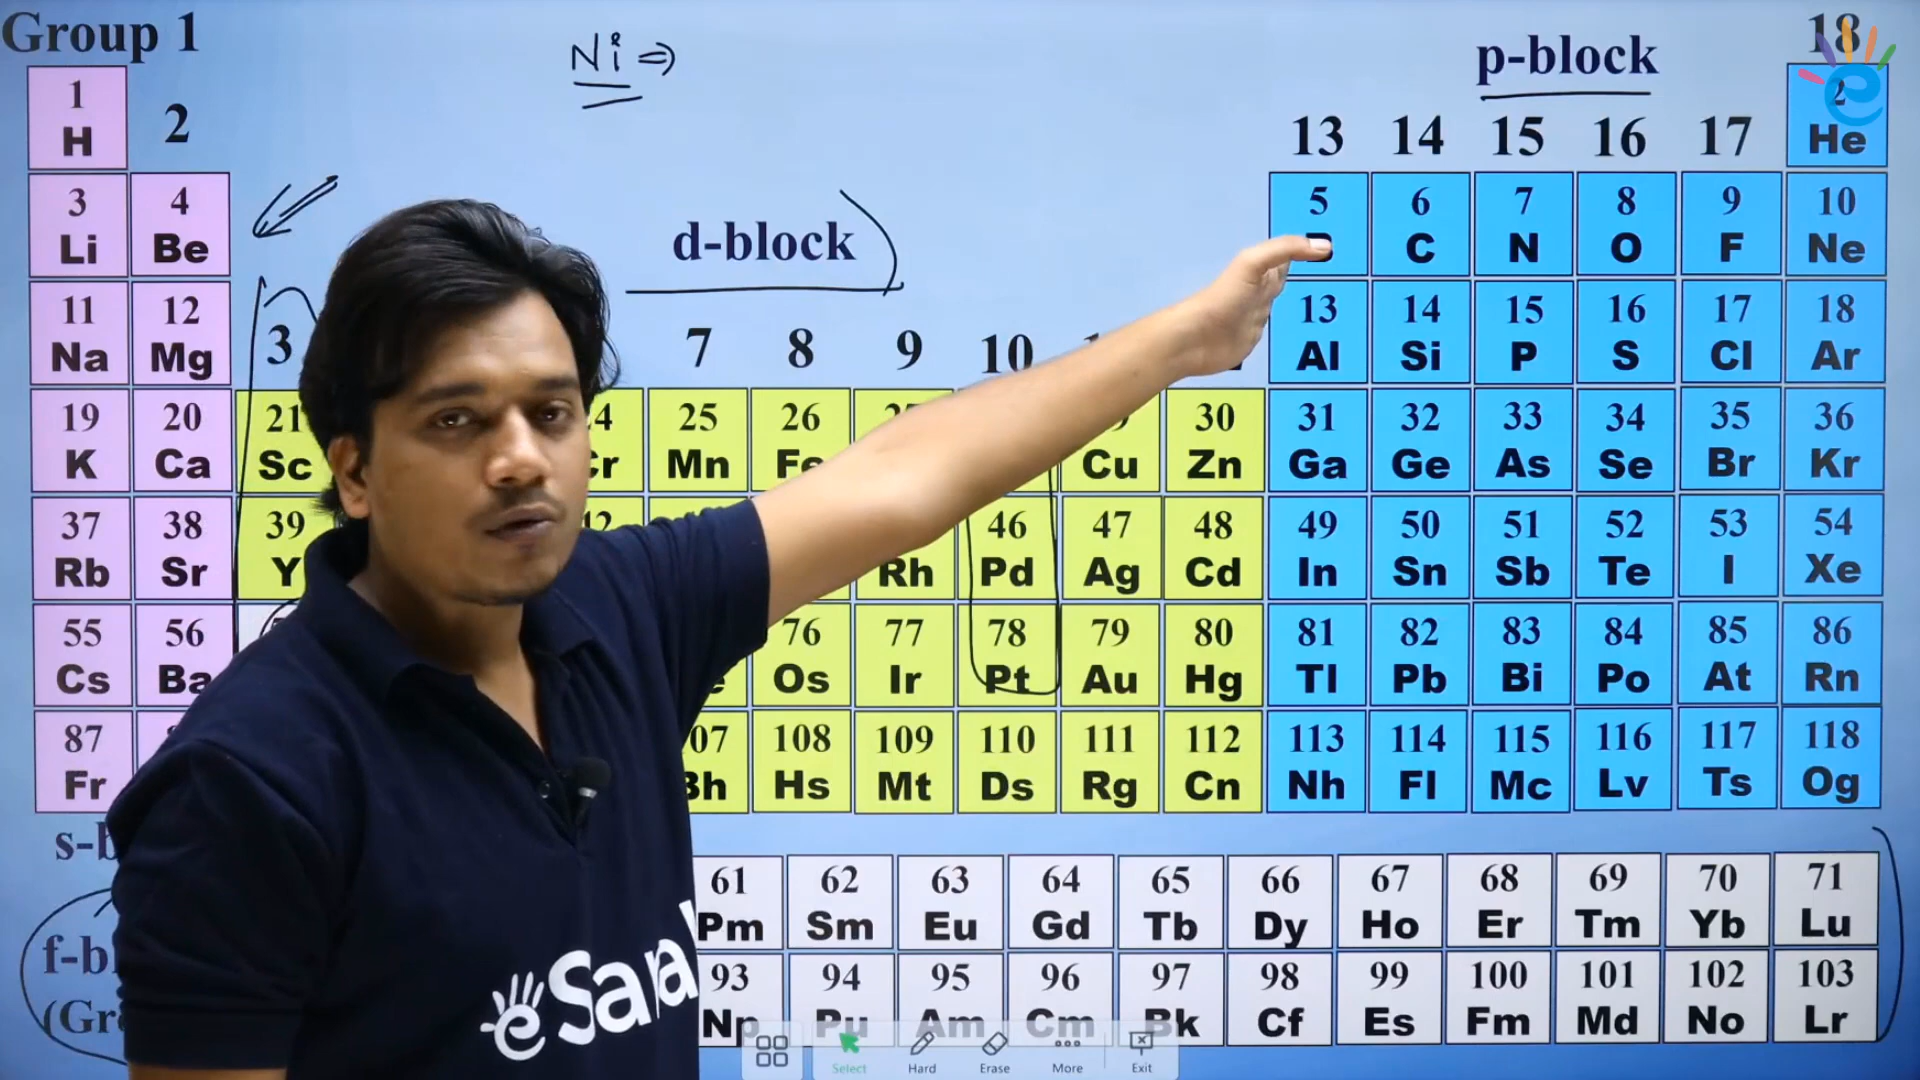 Group 1
Ni ⇒
p-block
18
1
H
2
2
He
13 14 15 16 17
3
Li
4
Be
5
6
C
7
N
8
O
9
F
10
Ne
d-block
11
Na
12
Mg
3 7 8 9 10
13
Al
14
Si
15
P
16
S
17
Cl
18
Ar
19
K
20
Ca
21
Sc
25
Mn
26
Fe
Cu
30
Zn
31
Ga
32
Ge
33
As
34
Se
35
Br
36
Kr
37
Rb
38
Sr
39
Y
Rh
46
Pd
47
Ag
48
Cd
49
In
50
Sn
51
Sb
52
Te
53
I
54
Xe
55
Cs
56
Ba
76
Os
77
Ir
78
Pt
79
Au
80
Hg
81
Tl
82
Pb
83
Bi
84
Po
85
At
86
Rn
87
Fr
108
Hs
109
Mt
110
Ds
111
Rg
112
Cn
113
Nh
114
Fl
115
Mc
116
Lv
117
Ts
118
Og
61
Pm
62
Sm
63
Eu
64
Gd
65
Tb
66
Dy
67
Ho
68
Er
69
Tm
70
Yb
71
Lu
93
Np
94
Pu
95
Am
96
Cm
97
Bk
98
Cf
99
Es
100
Fm
101
Md
102
No
103
Lr
Select Hard Erase More Exit